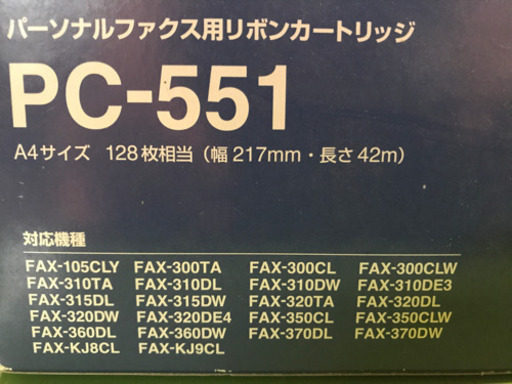 パーソナルファクス用リボンカートリッジ
PC-551
A4サイズ 128枚相当（幅217mm・長さ42m）
対応機種
FAX-105CLY FAX-300TA FAX-300CL FAX-300CLW
FAX-310TA FAX-310DL FAX-310DW FAX-310DE3
FAX-315DL FAX-315DW FAX-320TA FAX-320DL
FAX-320DW FAX-320DE4 FAX-350CL FAX-350CLW
FAX-360DL FAX-360DW FAX-370DL FAX-370DW
FAX-KJ8CL FAX-KJ9CL